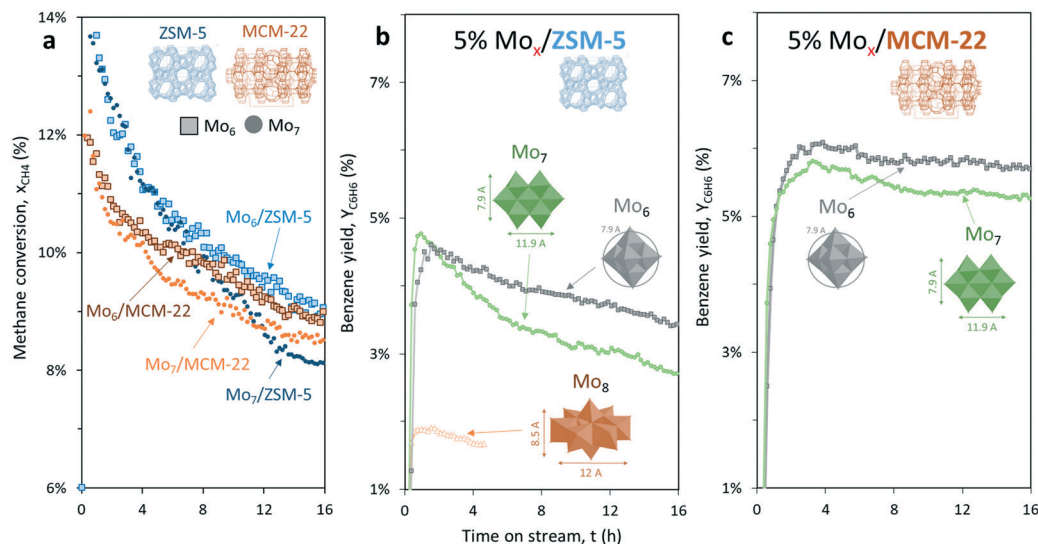 a
ZSM-5
MCM-22
Mo6
Mo7
Mo6/ZSM-5
Mo6/MCM-22
Mo7/MCM-22
Mo7/ZSM-5
Methane conversion, xCH4 (%)
14%
12%
10%
8%
6%
0
4
8
12
16
b
5% Mox/ZSM-5
Mo7
7.9 A
11.9 A
Mo6
7.9 A
Mo8
8.5 A
12 A
Benzene yield, YC6H6 (%)
7%
5%
3%
1%
0
4
8
12
16
Time on stream, t (h)
c
5% Mox/MCM-22
Mo6
7.9 A
Mo7
7.9 A
11.9 A
Benzene yield, YC6H6 (%)
7%
5%
3%
1%
0
4
8
12
16